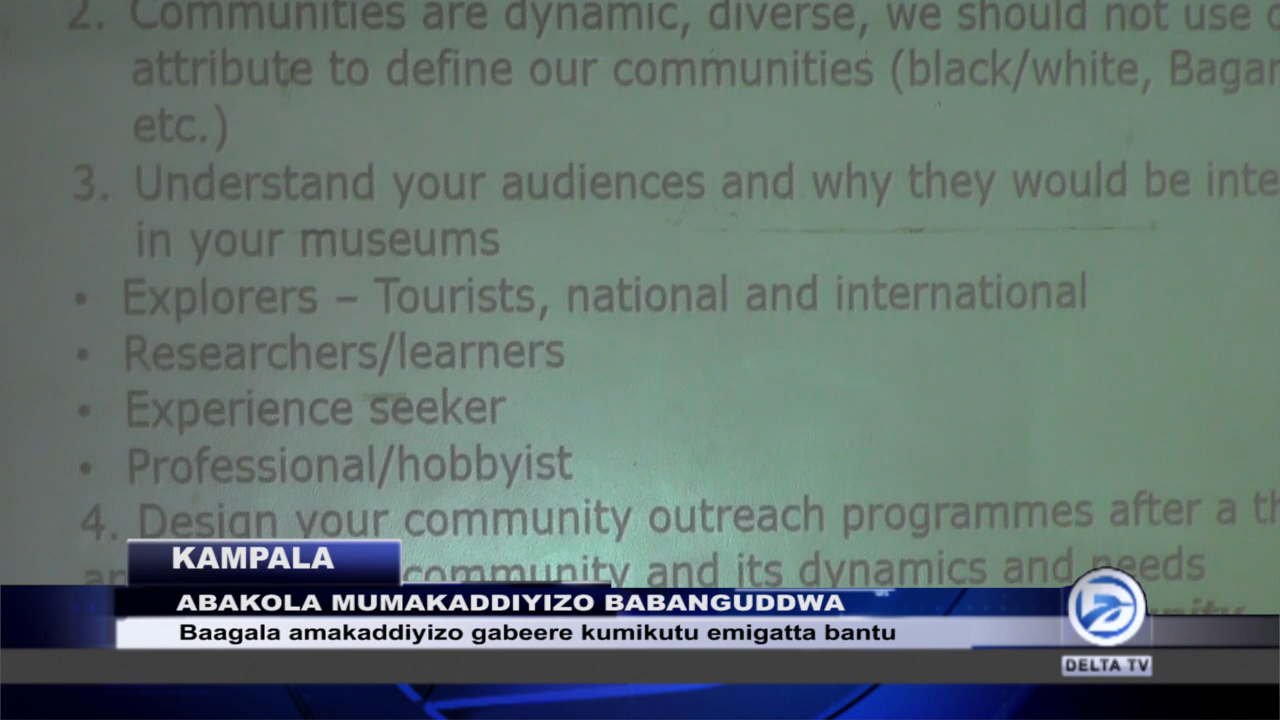 2. Communities are dynamic, diverse, we should not use
attribute to define our communities (black/white,
etc.)
3. Understand your audiences and why they would be
in your museums
• Explorers – Tourists, national and international
• Researchers/learners
• Experience seeker
• Professional/hobbyist
4. Design your community outreach programmes after a
community and its dynamics and needs
KAMPALA
ABAKOLA MUMAKADDIYIZO BABANGUDDWA
Baagala amakaddiyizo gabeere kumikutu emigatta bantu
DELTA TV